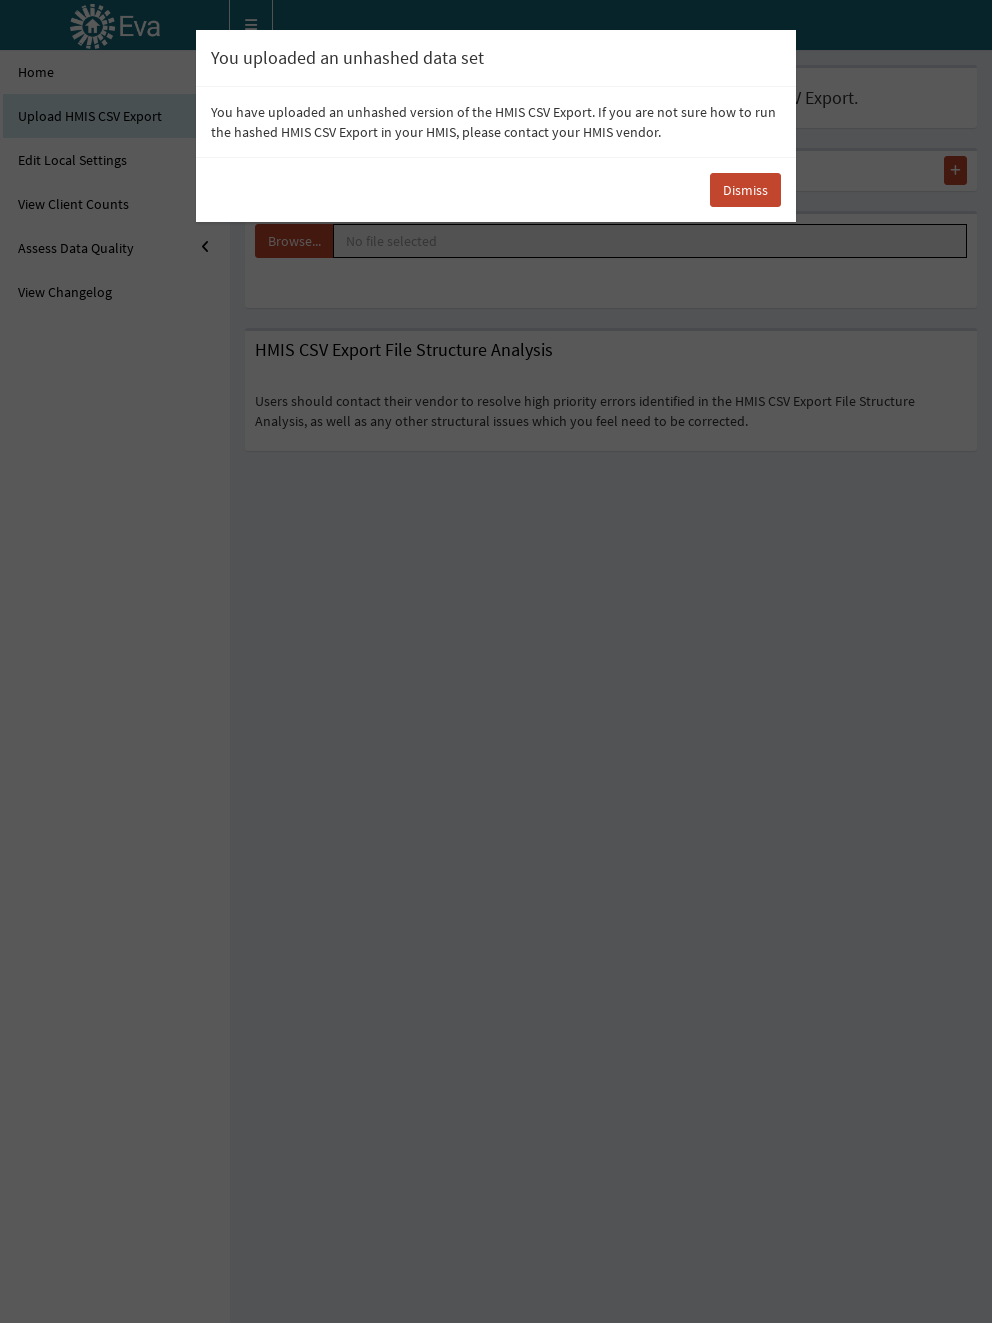 Eva
You uploaded an unhashed data set
You have uploaded an unhashed version of the HMIS CSV Export. If you are not sure how to run
the hashed HMIS CSV Export in your HMIS, please contact your HMIS vendor.
Dismiss
Home
Upload HMIS CSV Export
Edit Local Settings
View Client Counts
Assess Data Quality
View Changelog
Export.
+
Browse...
No file selected
HMIS CSV Export File Structure Analysis
Users should contact their vendor to resolve high priority errors identified in the HMIS CSV Export File Structure
Analysis, as well as any other structural issues which you feel need to be corrected.